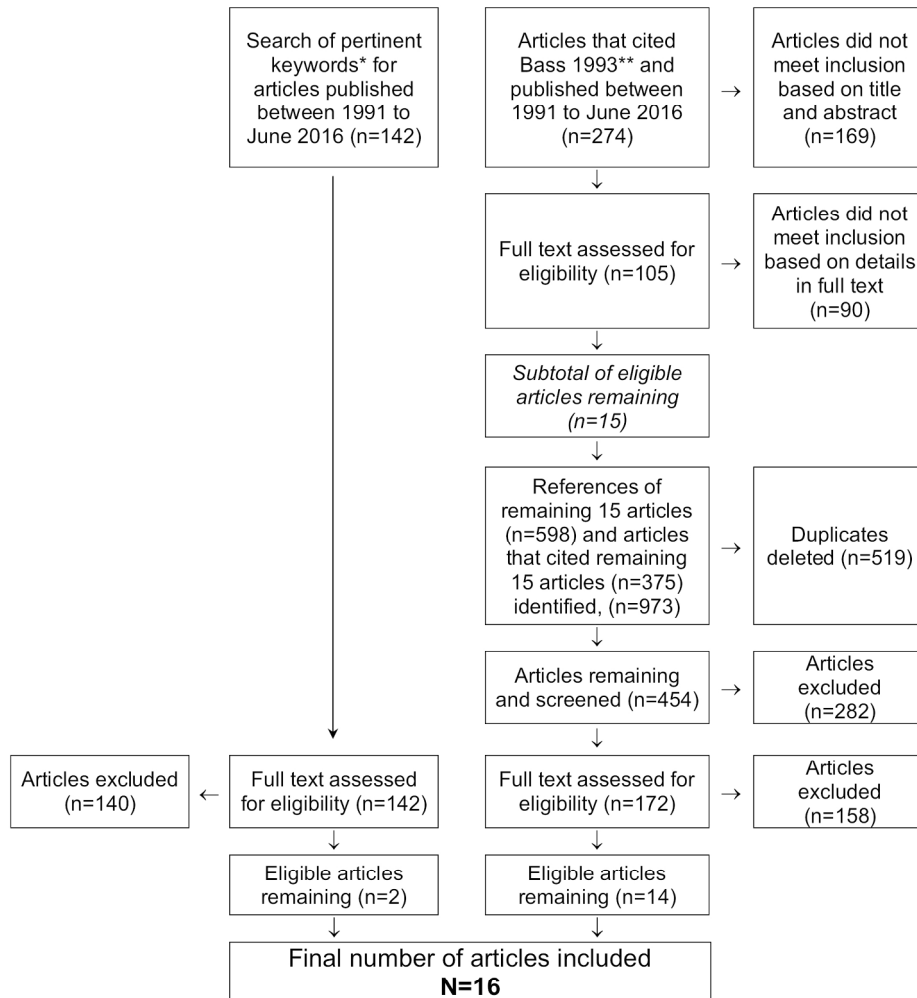 Search of pertinent
keywords* for
articles published
between 1991 to
June 2016 (n=142)
Articles that cited
Bass 1993** and
published between
1991 to June 2016
(n=274)
→
Articles did not
meet inclusion
based on title
and abstract
(n=169)
↓
Full text assessed for
eligibility (n=105)
→
Articles did not
meet inclusion
based on details
in full text
(n=90)
↓
Subtotal of eligible
articles remaining
(n=15)
↓
References of
remaining 15 articles
(n=598) and articles
that cited remaining
15 articles (n=375)
identified, (n=973)
→
Duplicates
deleted (n=519)
↓
Articles remaining
and screened (n=454)
→
Articles
excluded
(n=282)
↓
Articles excluded
(n=140)
←
Full text assessed
for eligibility (n=142)
Full text assessed for
eligibility (n=172)
→
Articles
excluded
(n=158)
↓
↓
Eligible articles
remaining (n=2)
Eligible articles
remaining (n=14)
↓
↓
Final number of articles included
N=16